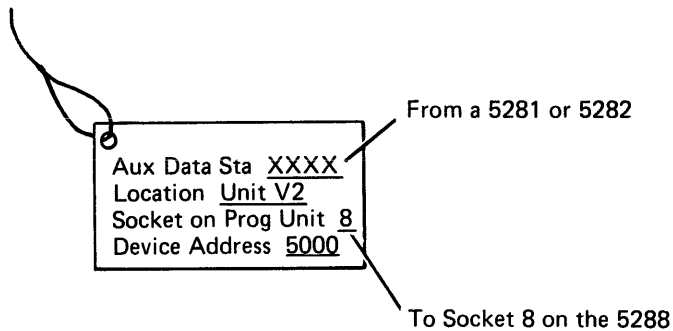 From a 5281 or 5282
Aux Data Sta XXXX
Location Unit V2
Socket on Prog Unit 8
Device Address 5000
To Socket 8 on the 5288